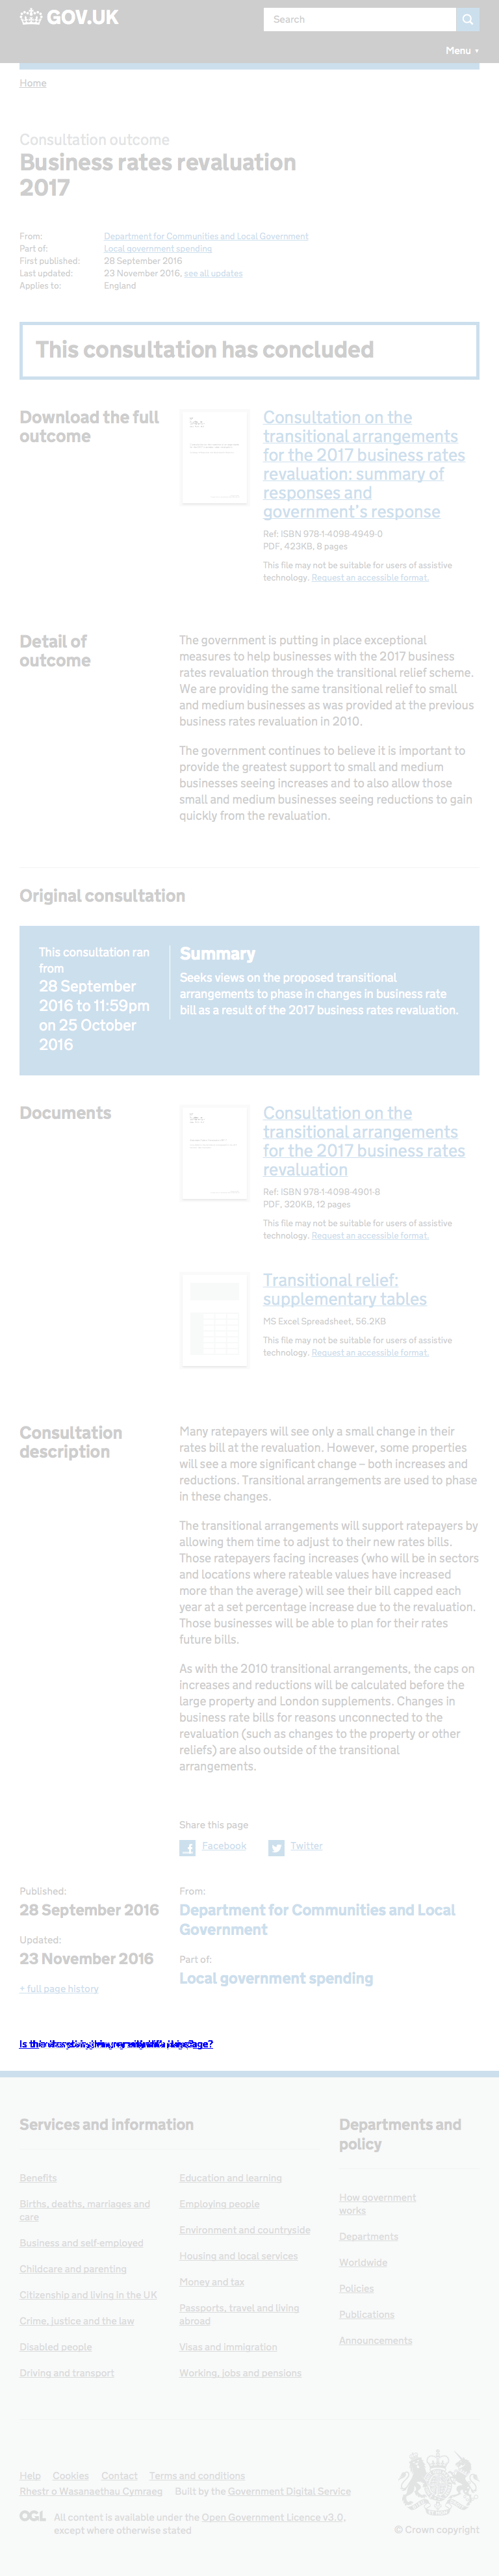 GOV.UK
Search
Menu
Home
Consultation outcome
Business rates revaluation
2017
From: Department for Communities and Local Government
Part of: Local government spending
First published: 28 September 2016
Last updated: 23 November 2016, see all updates
Applies to: England
This consultation has concluded
Download the full
outcome
Consultation on the
transitional arrangements
for the 2017 business rates
revaluation: summary of
responses and
government's response
Ref: ISBN 978-1-4098-4949-0
PDF, 423KB, 8 pages
This file may not be suitable for users of assistive
technology. Request an accessible format.
Detail of
outcome
The government is putting in place exceptional
measures to help businesses with the 2017 business
rates revaluation through the transitional relief scheme.
We are providing the same transitional relief to small
and medium businesses as was provided at the previous
business rates revaluation in 2010.
The government continues to believe it is important to
provide the greatest support to small and medium
businesses seeing increases and to also allow those
small and medium businesses seeing reductions to gain
quickly from the revaluation.
Original consultation
This consultation ran
from
28 September
2016 to 11:59pm
on 25 October
2016
Summary
Seeks views on the proposed transitional
arrangements to phase in changes in business rate
bill as a result of the 2017 business rates revaluation.
Documents
Consultation on the
transitional arrangements
for the 2017 business rates
revaluation
Ref: ISBN 978-1-4098-4901-8
PDF, 320KB, 12 pages
This file may not be suitable for users of assistive
technology. Request an accessible format.
Transitional relief:
supplementary tables
MS Excel Spreadsheet, 56.2KB
This file may not be suitable for users of assistive
technology. Request an accessible format.
Consultation
description
Many ratepayers will see only a small change in their
rates bill at the revaluation. However, some properties
will see a more significant change – both increases and
reductions. Transitional arrangements are used to phase
in these changes.
The transitional arrangements will support ratepayers by
allowing them time to adjust to their new rates bills.
Those ratepayers facing increases (who will be in sectors
and locations where rateable values have increased
more than the average) will see their bill capped each
year at a set percentage increase due to the revaluation.
Those businesses will be able to plan for their rates
future bills.
As with the 2010 transitional arrangements, the caps on
increases and reductions will be calculated before the
large property and London supplements. Changes in
business rate bills for reasons unconnected to the
revaluation (such as changes to the property or other
reliefs) are also outside of the transitional
arrangements.
Share this page
Facebook Twitter
Published:
28 September 2016
Updated:
23 November 2016
+ full page history
From:
Department for Communities and Local
Government
Part of:
Local government spending
Services and information
Benefits
Births, deaths, marriages and
care
Business and self-employed
Childcare and parenting
Citizenship and living in the UK
Crime, justice and the law
Disabled people
Driving and transport
Education and learning
Employing people
Environment and countryside
Housing and local services
Money and tax
Passports, travel and living
abroad
Visas and immigration
Working, jobs and pensions
Departments and
policy
How government
works
Departments
Worldwide
Policies
Publications
Announcements
Help Cookies Contact Terms and conditions
Rhestr o Wasanaethau Cymraeg Built by the Government Digital Service
OGL All content is available under the Open Government Licence v3.0,
except where otherwise stated
© Crown copyright